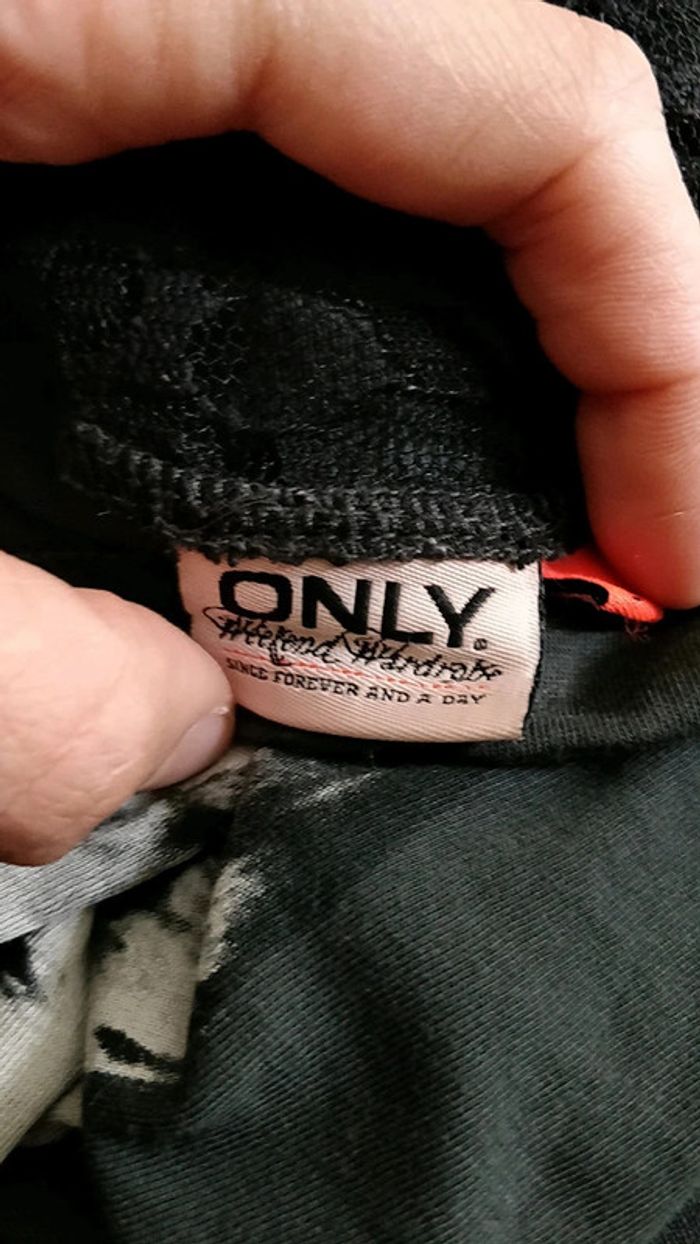 ONLY®
Weekend Wardrobe
SINCE FOREVER AND A DAY